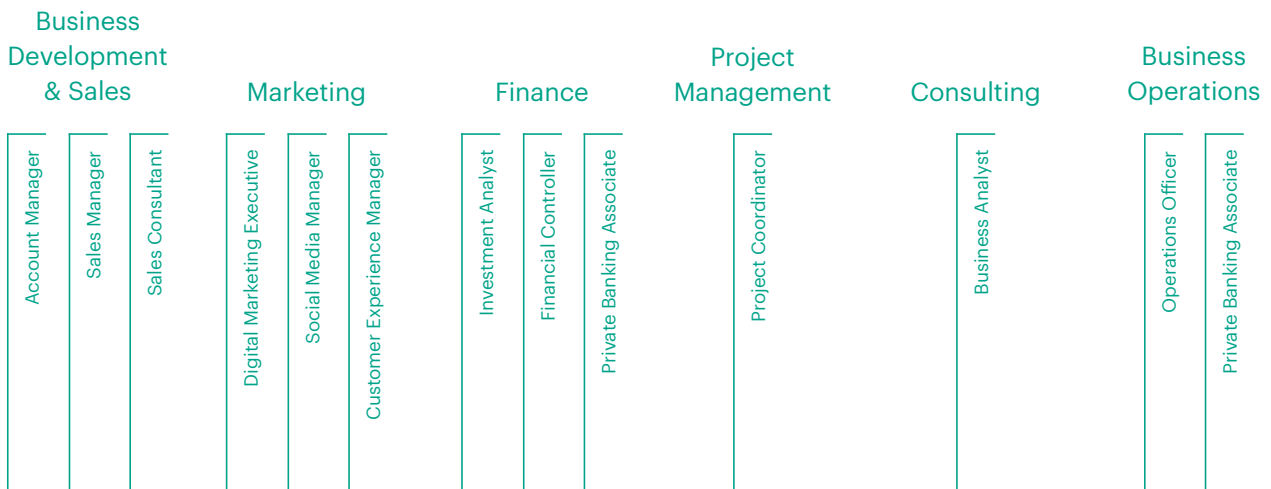 Business
Development
& Sales
Account Manager
Sales Manager
Sales Consultant
Marketing
Digital Marketing Executive
Social Media Manager
Customer Experience Manager
Finance
Investment Analyst
Financial Controller
Private Banking Associate
Project
Management
Project Coordinator
Consulting
Business Analyst
Business
Operations
Operations Officer
Private Banking Associate